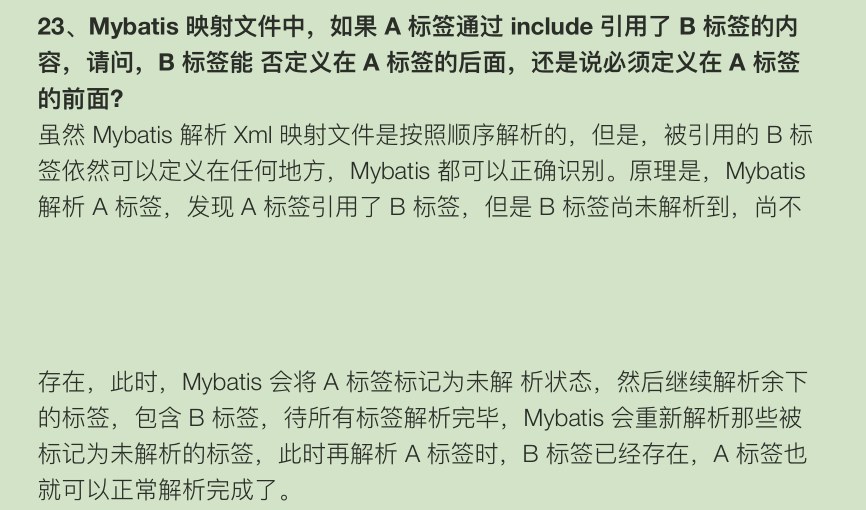 23、Mybatis 映射文件中，如果 A 标签通过 include 引用了 B 标签的内
容，请问，B 标签能 否定义在 A 标签的后面，还是说必须定义在 A 标签
的前面?
虽然 Mybatis 解析 Xml 映射文件是按照顺序解析的，但是，被引用的 B 标
签依然可以定义在任何地方，Mybatis 都可以正确识别。原理是，Mybatis
解析 A 标签，发现 A 标签引用了 B 标签，但是 B 标签尚未解析到，尚不
存在，此时，Mybatis 会将 A 标签标记为未解 析状态，然后继续解析余下
的标签，包含 B 标签，待所有标签解析完毕，Mybatis 会重新解析那些被
标记为未解析的标签，此时再解析 A 标签时，B 标签已经存在，A 标签也
就可以正常解析完成了。